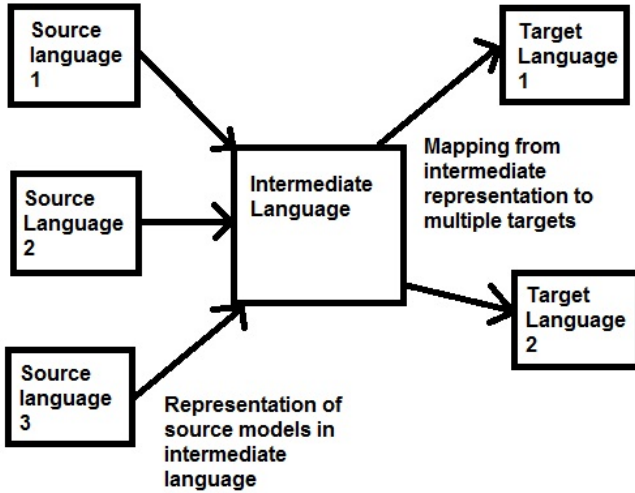 Source
language
1
Target
Language
1
Mapping from
intermediate
representation to
multiple targets
Intermediate
Language
Source
Language
2
Target
Language
2
Source
language
3
Representation of
source models in
intermediate
language